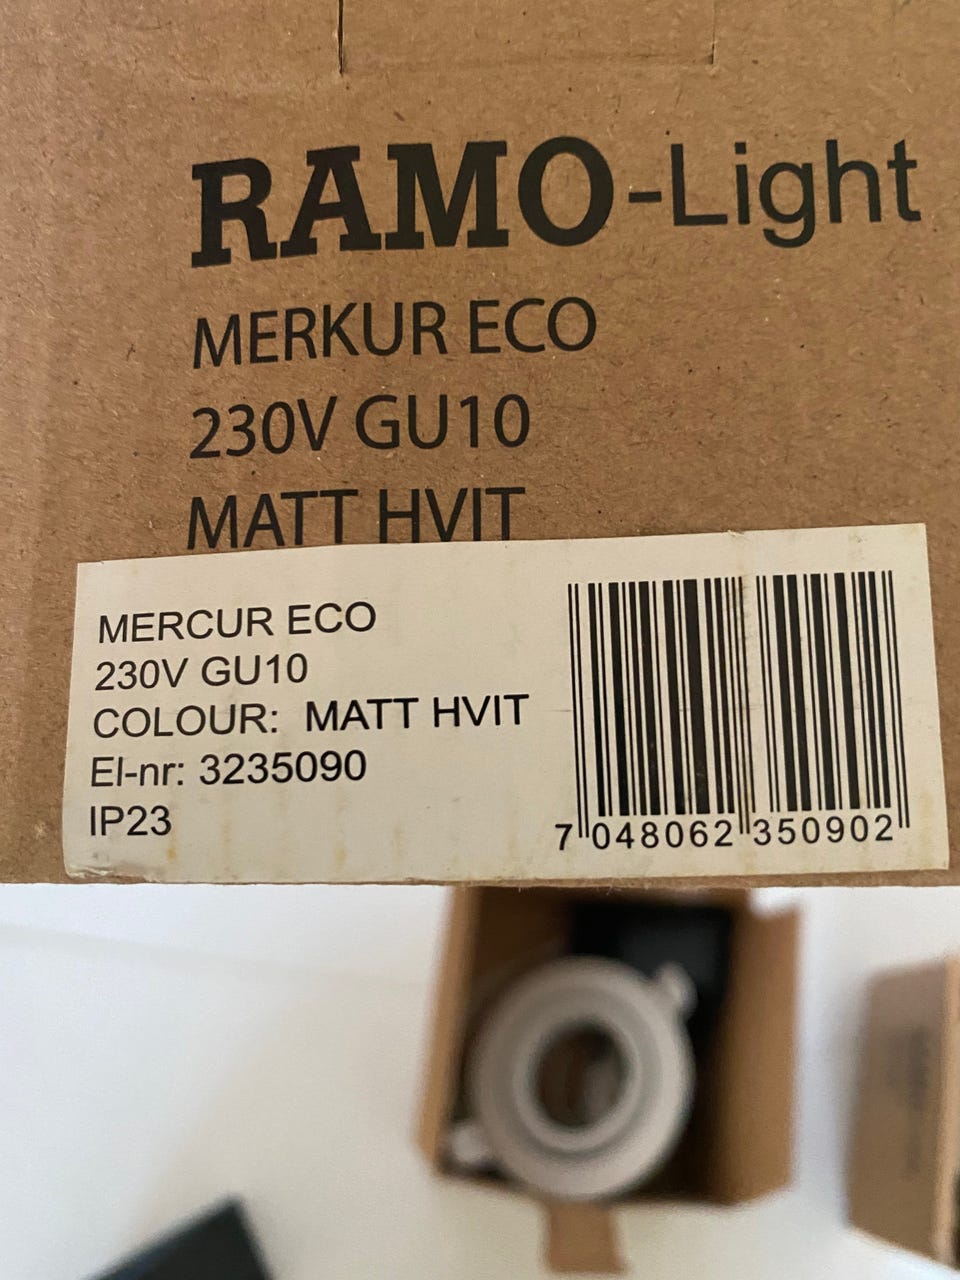 RAMO-Light
MERKUR ECO
230V GU10
MATT HVIT
MERCUR ECO
230V GU10
COLOUR: MATT HVIT
El-nr: 3235090
IP23
7 048062 350902